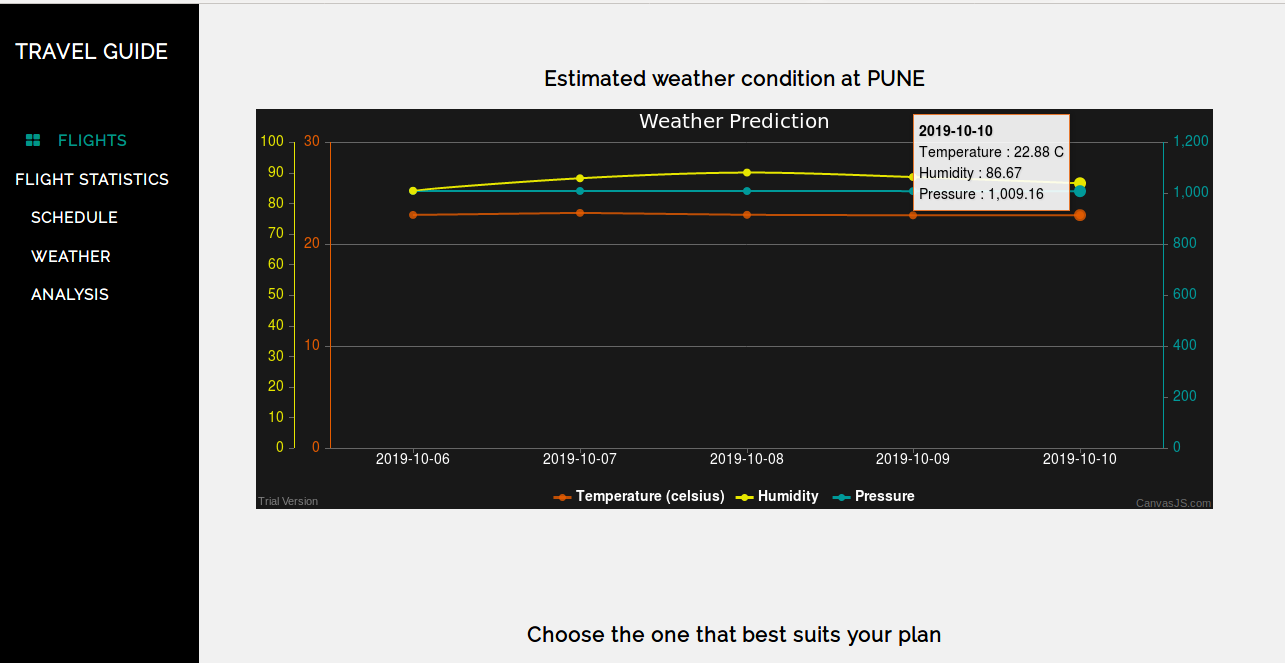 TRAVEL GUIDE
FLIGHTS
FLIGHT STATISTICS
SCHEDULE
WEATHER
ANALYSIS
Estimated weather condition at PUNE
Weather Prediction
2019-10-10
Temperature : 22.88 C
Humidity : 86.67
Pressure : 1,009.16
100
90
80
70
60
50
40
30
20
10
0
30
20
10
0
1,200
1,000
800
600
400
200
0
2019-10-06 2019-10-07 2019-10-08 2019-10-09 2019-10-10
Temperature (celsius) Humidity Pressure
Trial Version
CanvasJS.com
Choose the one that best suits your plan